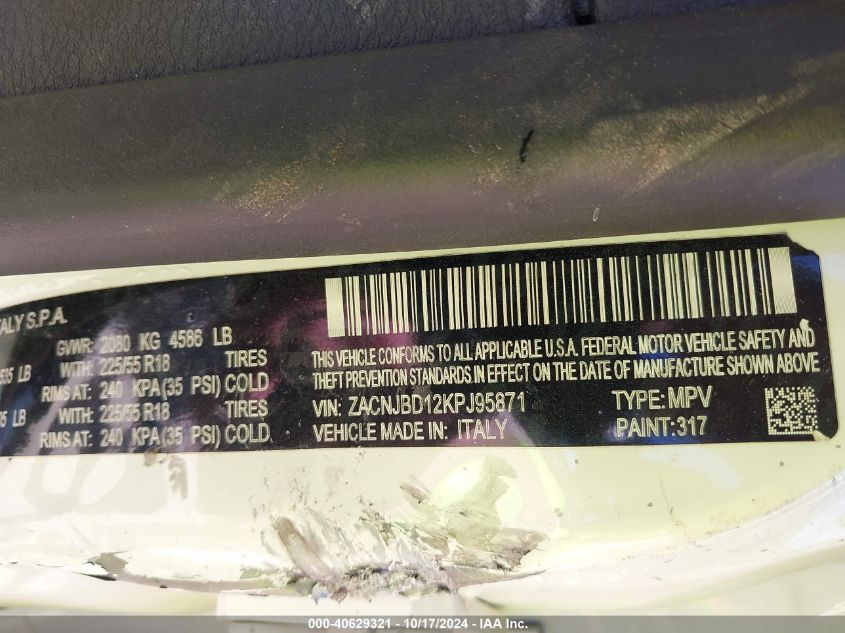 TALY S.P.A.
GVWR: 2080 KG 4586 LB
LB WITH: 225/55 R18 TIRES
RIMS AT: 240 KPA(35 PSI) COLD
LB WITH: 225/55 R18 TIRES
RIMS AT: 240 KPA(35 PSI) COLD
THIS VEHICLE CONFORMS TO ALL APPLICABLE U.S.A. FEDERAL MOTOR VEHICLE SAFETY AND
THEFT PREVENTION STANDARDS.IN EFFECT ON THE DATE OF MANUFACTURE SHOWN ABOVE
VIN: ZACNJBD12KPJ95871 TYPE: MPV
VEHICLE MADE IN: ITALY PAINT:317
000-40629321 - 10/17/2024 - IAA Inc.